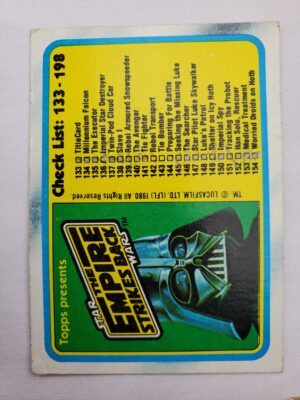 Topps presents
STAR THE WARS
EMPIRE
STRIKES BACK™
Check List: 133 - 198
133 TitleCard
134 Millennium Falcon
135 The Executor
136 Imperial Star Destroyer
137 Twin-Pod Cloud Car
138 Slave I
139 Rebel Armored Snowspeeder
140 The Avenger
141 Tie Fighter
142 Rebel Transport
143 Tie Bomber
144 Preparing For Battle
145 Seeking the Missing Luke
146 The Searcher
147 Star Pilot Luke Skywalker
148 Luke's Patrol
149 Shelter on Icy Hoth
150 Imperial Spy
151 Tracking the Probot
152 Han Solo, Rescuer
153 Medical Treatment
154 Worried Droids on Hoth
TM: © LUCASFILM, LTD. (LFL) 1980 All Rights Reserved